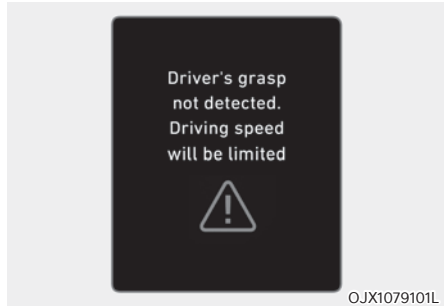 Driver's grasp
not detected.
Driving speed
will be limited
OJX1079101L